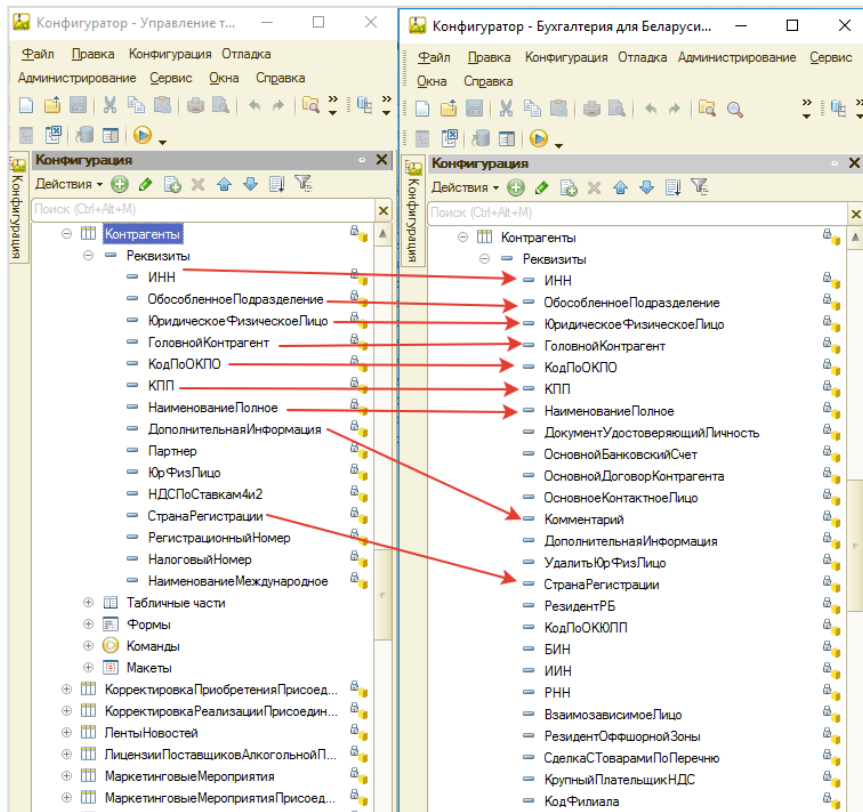 Конфигуратор - Управление т...
Файл Правка Конфигурация Отладка
Администрирование Сервис Окна Справка
Конфигурация
Конфигурация
Действия
Поиск (Ctrl+Alt+M)
Контрагенты
Реквизиты
ИНН
ОбособленноеПодразделение
ЮридическоеФизическоеЛицо
ГоловнойКонтрагент
КодПоОКПО
КПП
НаименованиеПолное
ДополнительнаяИнформация
Партнер
ЮрФизЛицо
НДСПоСтавкам4и2
СтранаРегистрации
РегистрационныйНомер
НалоговыйНомер
НаименованиеМеждународное
Табличные части
Формы
Команды
Макеты
КорректировкаПриобретенияПрисоед...
КорректировкаРеализацииПрисоедин...
ЛентыНовостей
ЛицензииПоставщиковАлкогольнойП...
МаркетинговыеМероприятия
МаркетинговыеМероприятияПрисоед...
Конфигуратор - Бухгалтерия для Беларуси...
Файл Правка Конфигурация Отладка Администрирование Сервис
Окна Справка
Конфигурация
Конфигурация
Действия
Поиск (Ctrl+Alt+M)
Контрагенты
Реквизиты
ИНН
ОбособленноеПодразделение
ЮридическоеФизическоеЛицо
ГоловнойКонтрагент
КодПоОКПО
КПП
НаименованиеПолное
ДокументУдостоверяющийЛичность
ОсновнойБанковскийСчет
ОсновнойДоговорКонтрагента
ОсновноеКонтактноеЛицо
Комментарий
ДополнительнаяИнформация
УдалитьЮрФизЛицо
СтранаРегистрации
РезидентРБ
КодПоОКЮЛП
БИН
ИИН
РНН
ВзаимозависимоеЛицо
РезидентОффшорнойЗоны
СделкаСТоварамиПоПеречню
КрупныйПлательщикНДС
КодФилиала